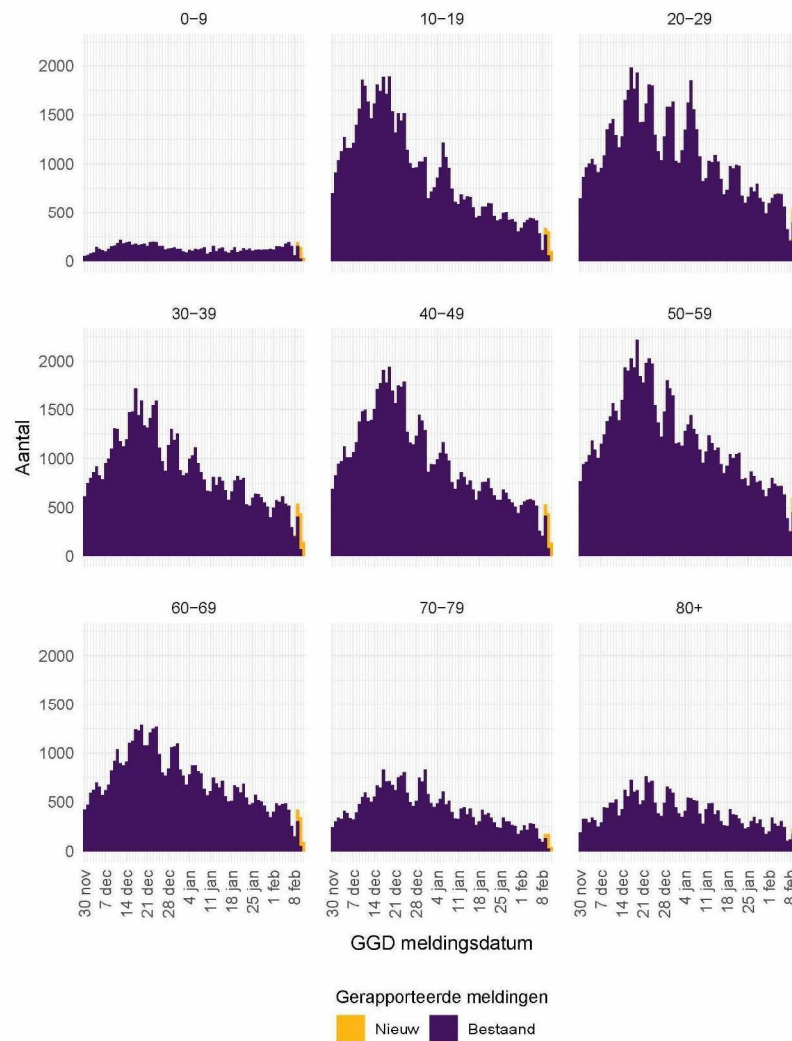 0−9 10−19 20−29
2000
1500
1000
500
0
30−39 40−49 50−59
2000
1500
1000
500
0
Aantal
60−69 70−79 80+
2000
1500
1000
500
0
30 nov 7 dec 14 dec 21 dec 28 dec 4 jan 11 jan 18 jan 25 jan 1 feb 8 feb 30 nov 7 dec 14 dec 21 dec 28 dec 4 jan 11 jan 18 jan 25 jan 1 feb 8 feb 30 nov 7 dec 14 dec 21 dec 28 dec 4 jan 11 jan 18 jan 25 jan 1 feb
GGD meldingsdatum
Gerapporteerde meldingen
Nieuw Bestaand